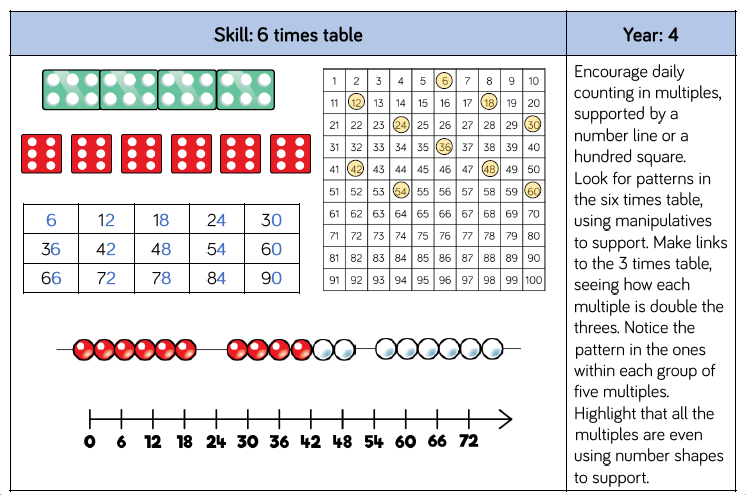 Skill: 6 times table
Year: 4
1 2 3 4 5 6 7 8 9 10
11 12 13 14 15 16 17 18 19 20
21 22 23 24 25 26 27 28 29 30
31 32 33 34 35 36 37 38 39 40
41 42 43 44 45 46 47 48 49 50
51 52 53 54 55 56 57 58 59 60
61 62 63 64 65 66 67 68 69 70
71 72 73 74 75 76 77 78 79 80
81 82 83 84 85 86 87 88 89 90
91 92 93 94 95 96 97 98 99 100
6 12 18 24 30
36 42 48 54 60
66 72 78 84 90
0 6 12 18 24 30 36 42 48 54 60 66 72
Encourage daily
counting in multiples,
supported by a
number line or a
hundred square.
Look for patterns in
the six times table,
using manipulatives
to support. Make links
to the 3 times table,
seeing how each
multiple is double the
threes. Notice the
pattern in the ones
within each group of
five multiples.
Highlight that all the
multiples are even
using number shapes
to support.